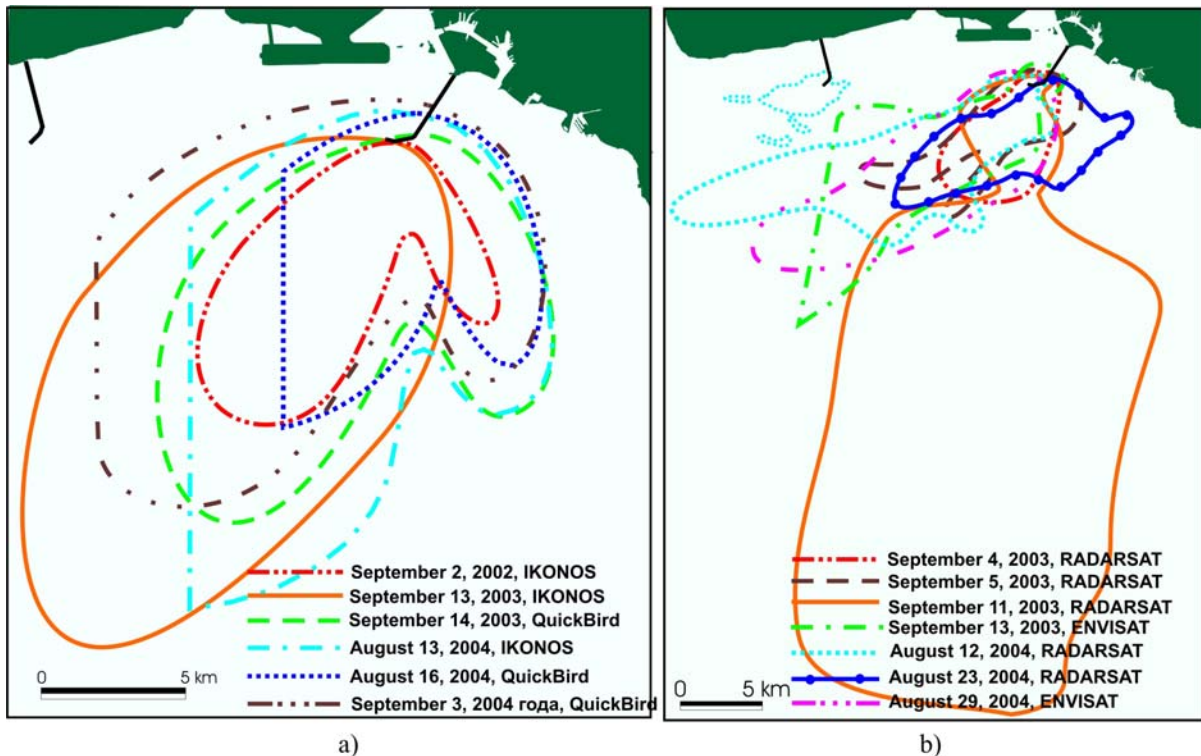 September 2, 2002, IKONOS
September 13, 2003, IKONOS
September 14, 2003, QuickBird
August 13, 2004, IKONOS
August 16, 2004, QuickBird
September 3, 2004 года, QuickBird
0 5 km
a)
September 4, 2003, RADARSAT
September 5, 2003, RADARSAT
September 11, 2003, RADARSAT
September 13, 2003, ENVISAT
August 12, 2004, RADARSAT
August 23, 2004, RADARSAT
August 29, 2004, ENVISAT
0 5 km
b)